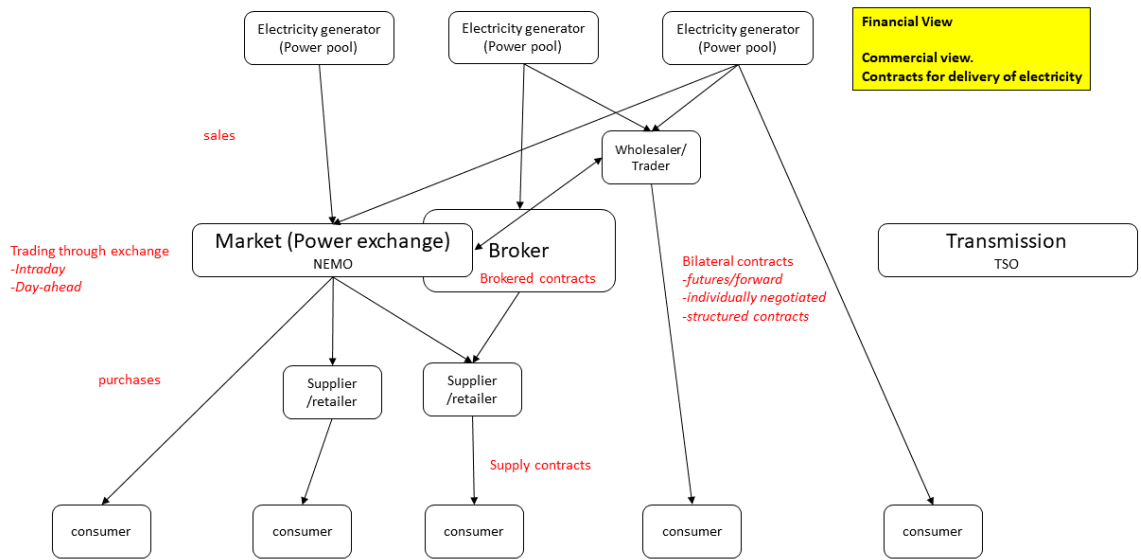 Electricity generator
(Power pool)
Electricity generator
(Power pool)
Electricity generator
(Power pool)
Financial View
Commercial view.
Contracts for delivery of electricity
sales
Wholesaler/
Trader
Market (Power exchange)
NEMO
Broker
Brokered contracts
Transmission
TSO
Trading through exchange
-Intraday
-Day-ahead
Bilateral contracts
-futures/forward
-individually negotiated
-structured contracts
purchases
Supplier
/retailer
Supplier
/retailer
Supply contracts
consumer
consumer
consumer
consumer
consumer